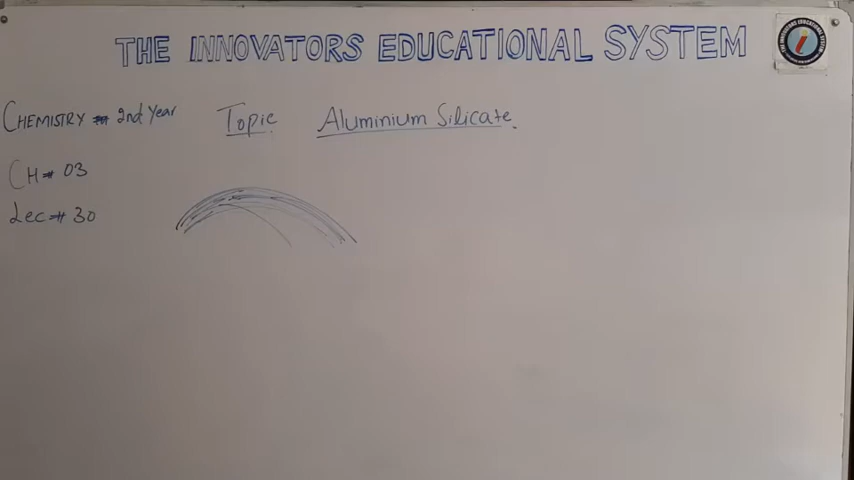 THE INNOVATORS EDUCATIONAL SYSTEM
CHEMISTRY 2nd Year Topic Aluminium Silicate.
CH# 03
Lec# 30